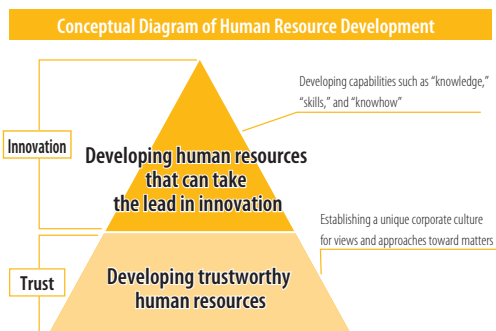 Conceptual Diagram of Human Resource Development
Developing capabilities such as “knowledge,”
“skills,” and “knowhow”
Innovation
Developing human resources
that can take
the lead in innovation
Establishing a unique corporate culture
for views and approaches toward matters
Trust
Developing trustworthy
human resources